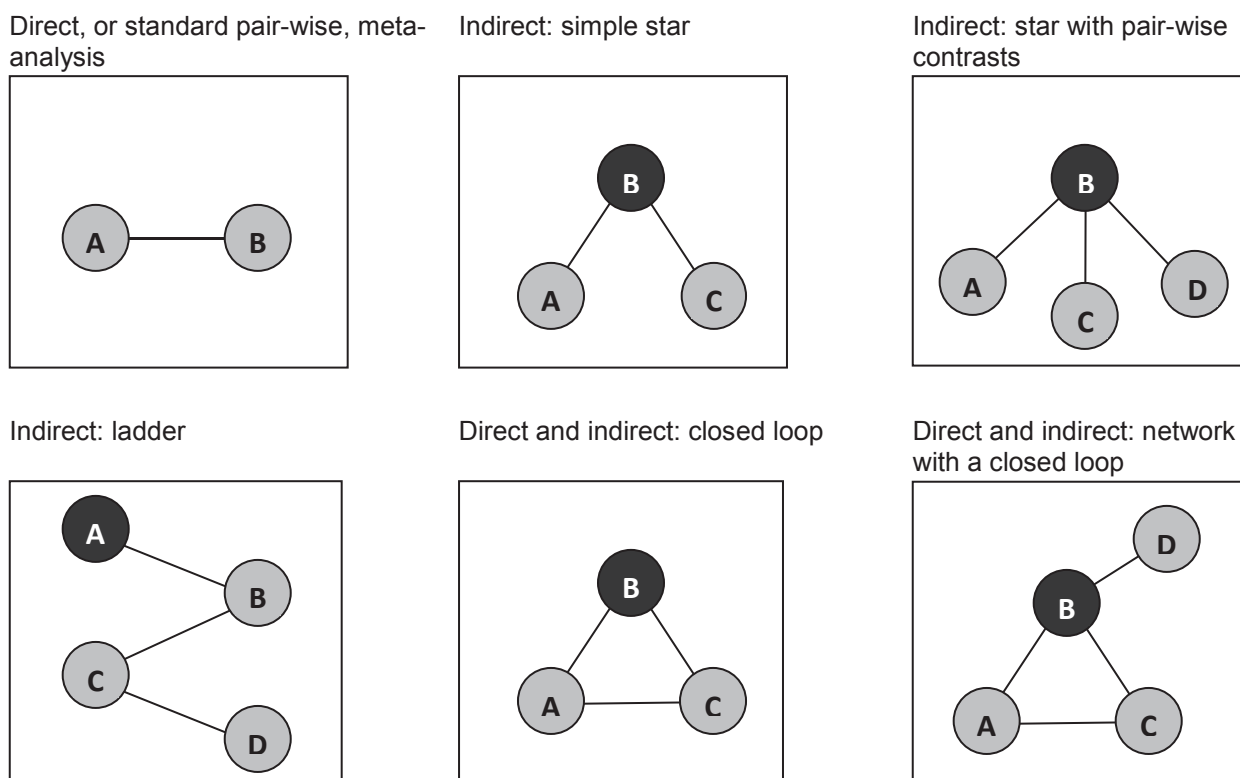 Direct, or standard pair-wise, meta-
analysis
A
B
Indirect: simple star
B
A
C
Indirect: star with pair-wise
contrasts
B
A
C
D
Indirect: ladder
A
B
C
D
Direct and indirect: closed loop
B
A
C
Direct and indirect: network
with a closed loop
D
B
A
C